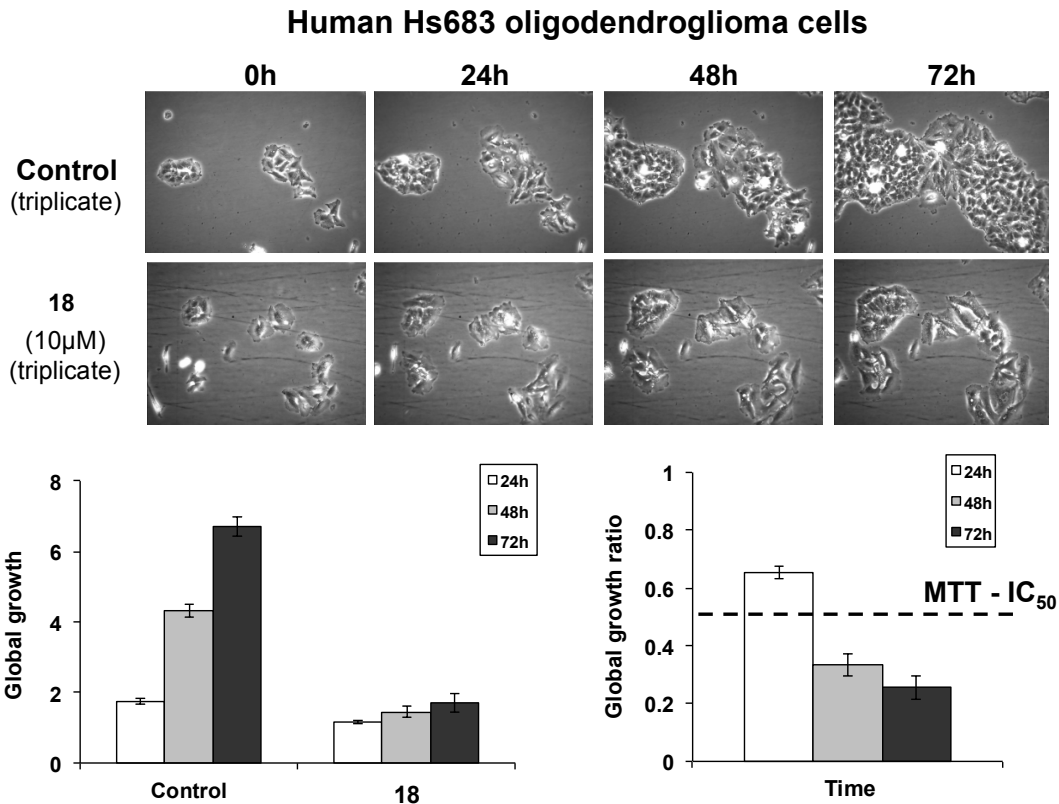 Human Hs683 oligodendroglioma cells
0h 24h 48h 72h
Control
(triplicate)
18
(10µM)
(triplicate)
8
6
4
2
0
Global growth
24h
48h
72h
Control 18
1
0.8
0.6
0.4
0.2
0
Global growth ratio
24h
48h
72h
MTT - IC50
Time